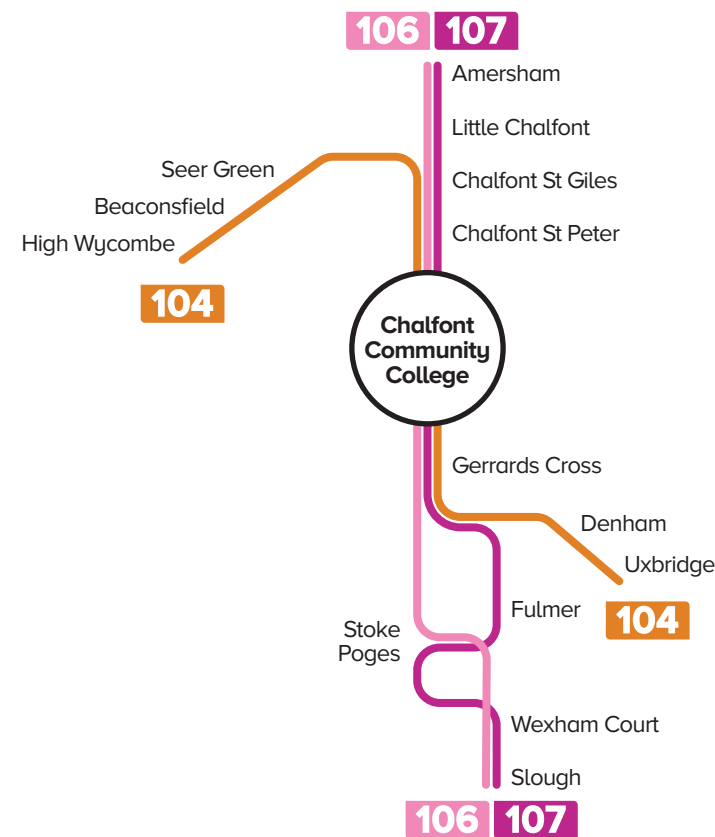 106 107
Amersham
Little Chalfont
Seer Green
Chalfont St Giles
Beaconsfield
Chalfont St Peter
High Wycombe
104
Chalfont
Community
College
Gerrards Cross
Denham
Uxbridge
Fulmer
104
Stoke
Poges
Wexham Court
Slough
106 107